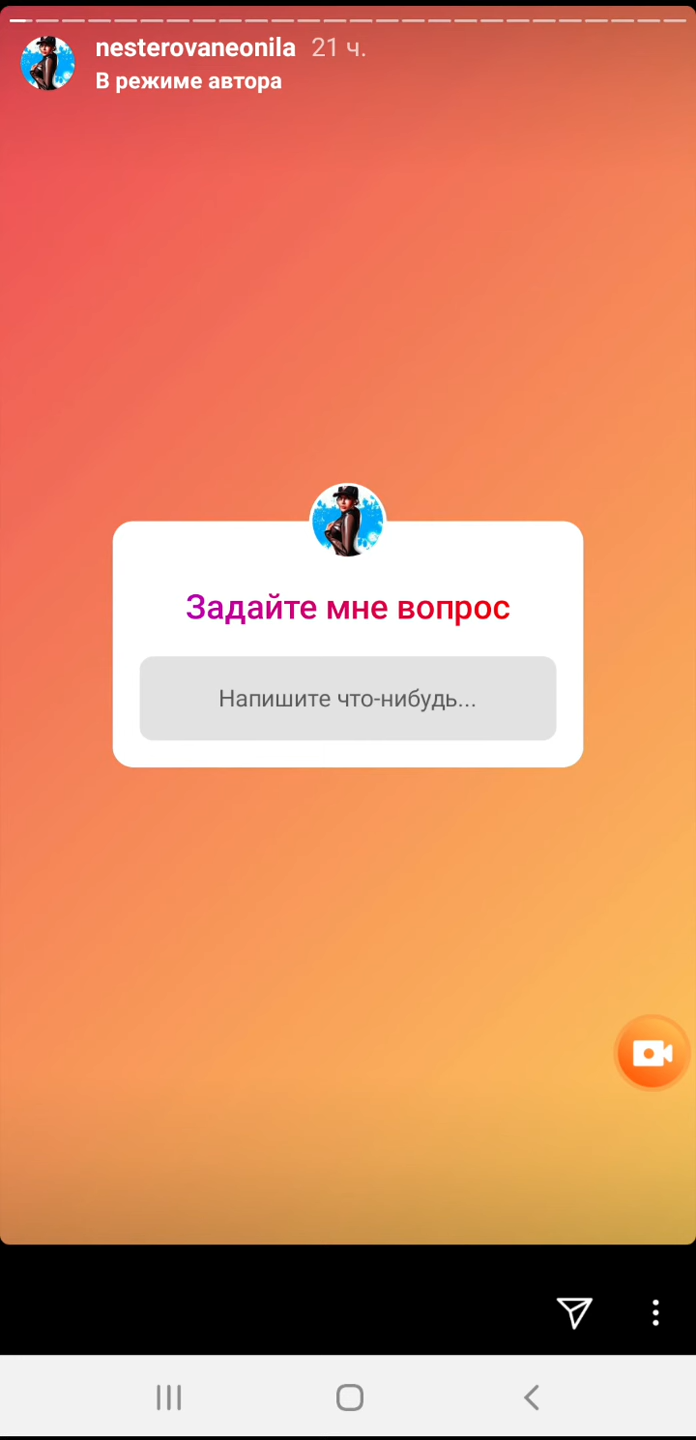 nesterovaneonila 21 ч.
В режиме автора
Задайте мне вопрос
Напишите что-нибудь...